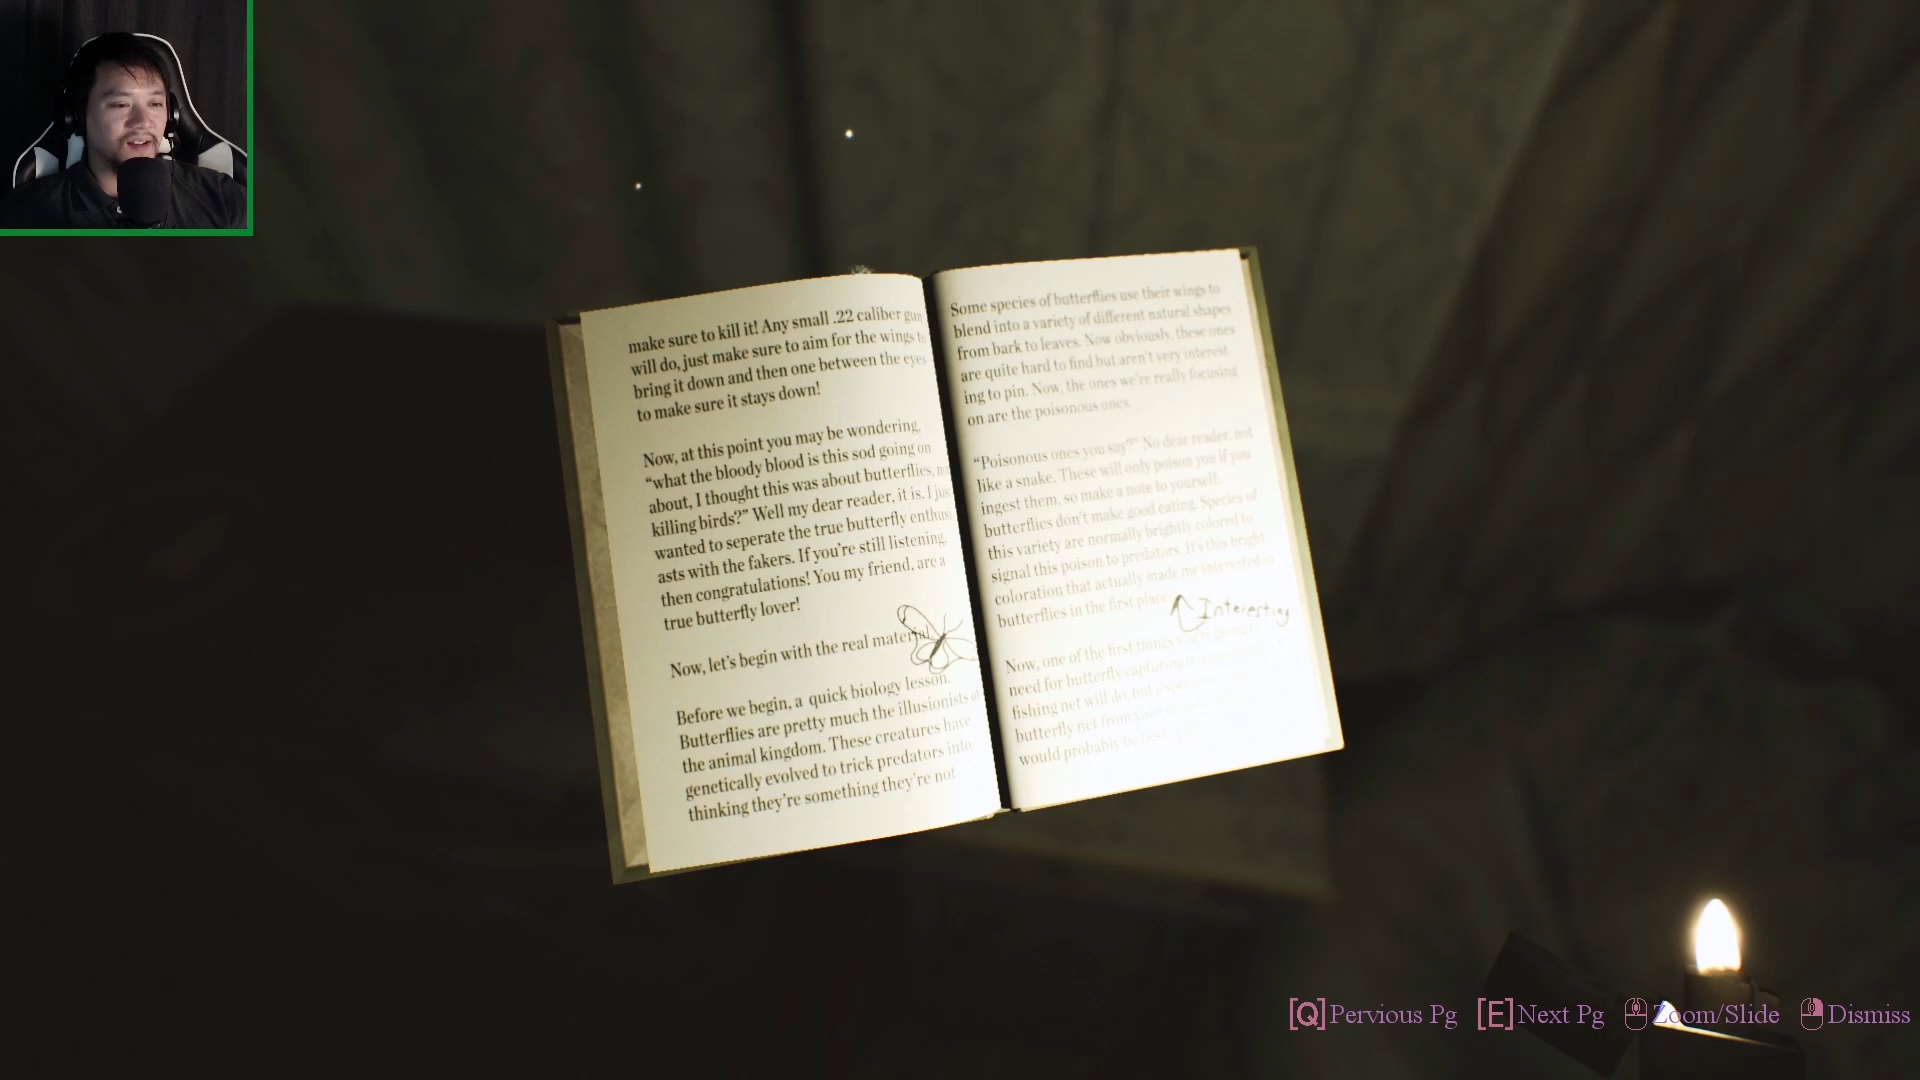 make sure to kill it! Any small .22 caliber gun
will do, just make sure to aim for the wings to
bring it down and then one between the eyes
to make sure it stays down!
Now, at this point you may be wondering,
“what the bloody blood is this sod going on
about, I thought this was about butterflies, not
killing birds?” Well my dear reader, it is. I just
wanted to seperate the true butterfly enthusi
asts with the fakers. If you’re still listening,
then congratulations! You my friend, are a
true butterfly lover!
Now, let’s begin with the real material.
Before we begin, a quick biology lesson.
Butterflies are pretty much the illusionists of
the animal kingdom. These creatures have
genetically evolved to trick predators into
thinking they’re something they’re not
Some species of butterflies use their wings to
blend into a variety of different natural shapes
from bark to leaves. Now obviously, these ones
are quite hard to find but aren’t very interest
ing to pin. Now, the ones we’re really focusing
on are the poisonous ones.
“Poisonous ones you say?” No dear reader, not
like a snake. These will only poison you if you
ingest them, so make a note to yourself:
butterflies don’t make good eating. Species of
this variety are normally brightly colored to
signal this poison to predators. It’s this bright
coloration that actually made me interested in
butterflies in the first place
Interesting
Now, one of the first things you’re going to
need for butterfly capturing is
fishing net will do, but a
butterfly net from your
would probably be best.
[Q] Pervious Pg [E] Next Pg Zoom/Slide Dismiss